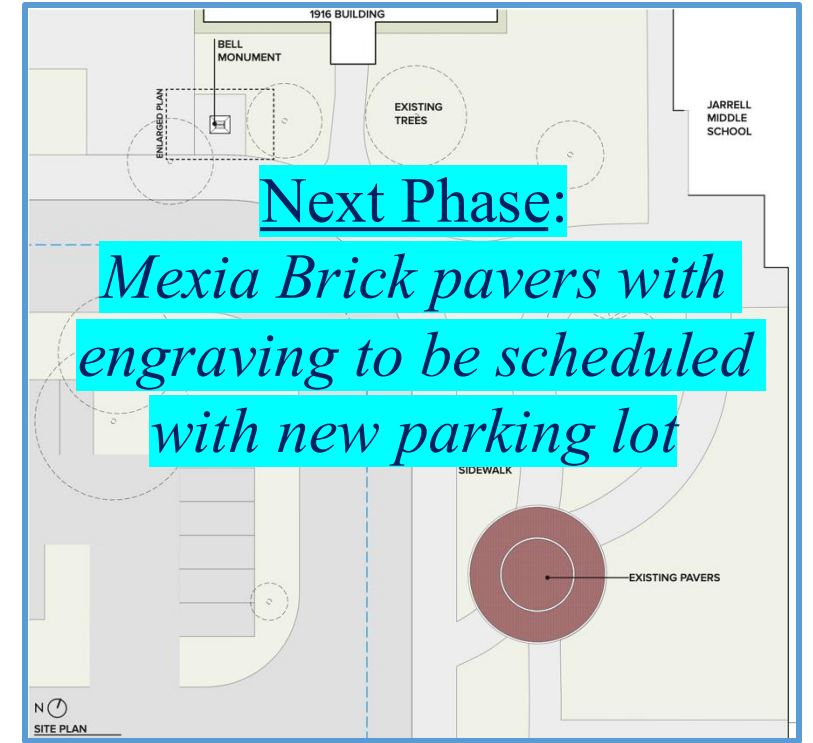 1916 BUILDING
BELL
MONUMENT
ENLARGED PLAN
EXISTING
TREES
JARRELL
MIDDLE
SCHOOL
Next Phase:
Mexia Brick pavers with
engraving to be scheduled
with new parking lot
SIDEWALK
EXISTING PAVERS
N
SITE PLAN